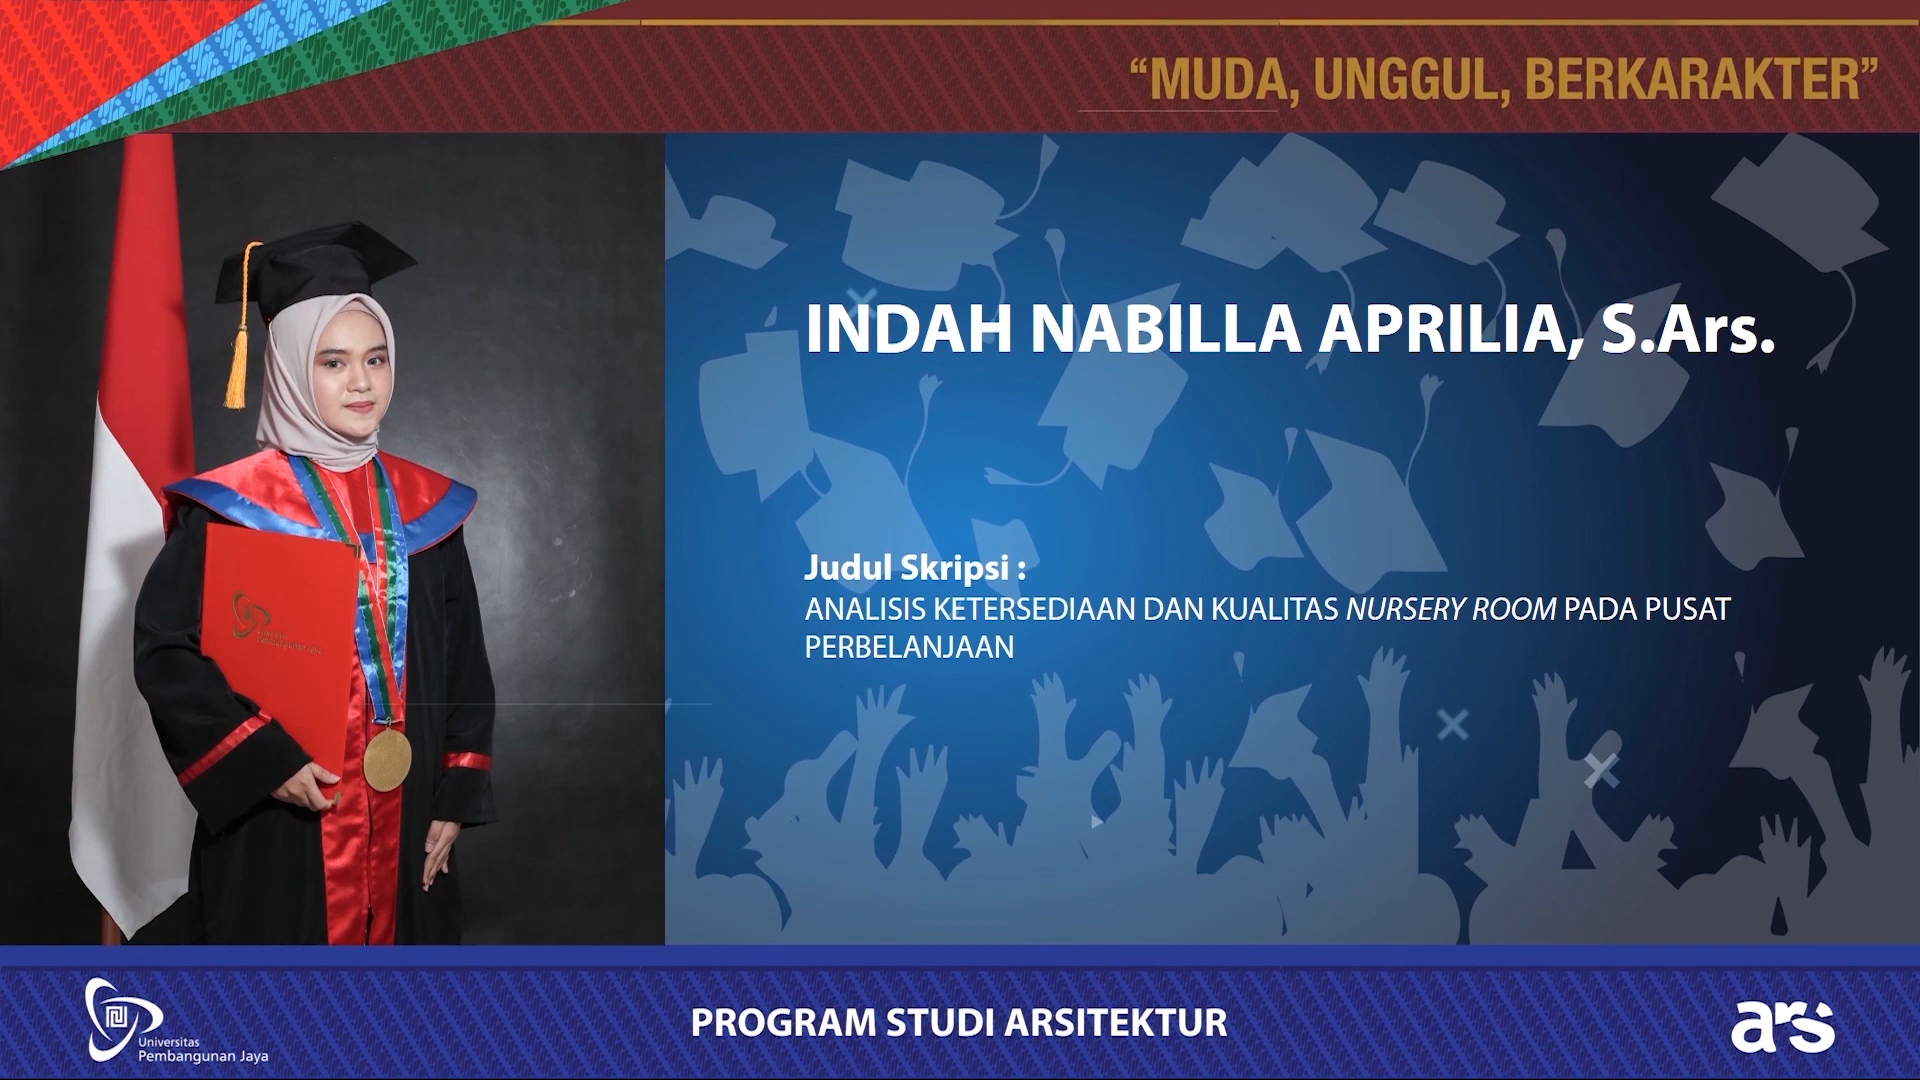 “MUDA, UNGGUL, BERKARAKTER”
INDAH NABILLA APRILIA, S.Ars.
Judul Skripsi :
ANALISIS KETERSEDIAAN DAN KUALITAS NURSERY ROOM PADA PUSAT
PERBELANJAAN
Universitas
Pembangunan Jaya
PROGRAM STUDI ARSITEKTUR
ars